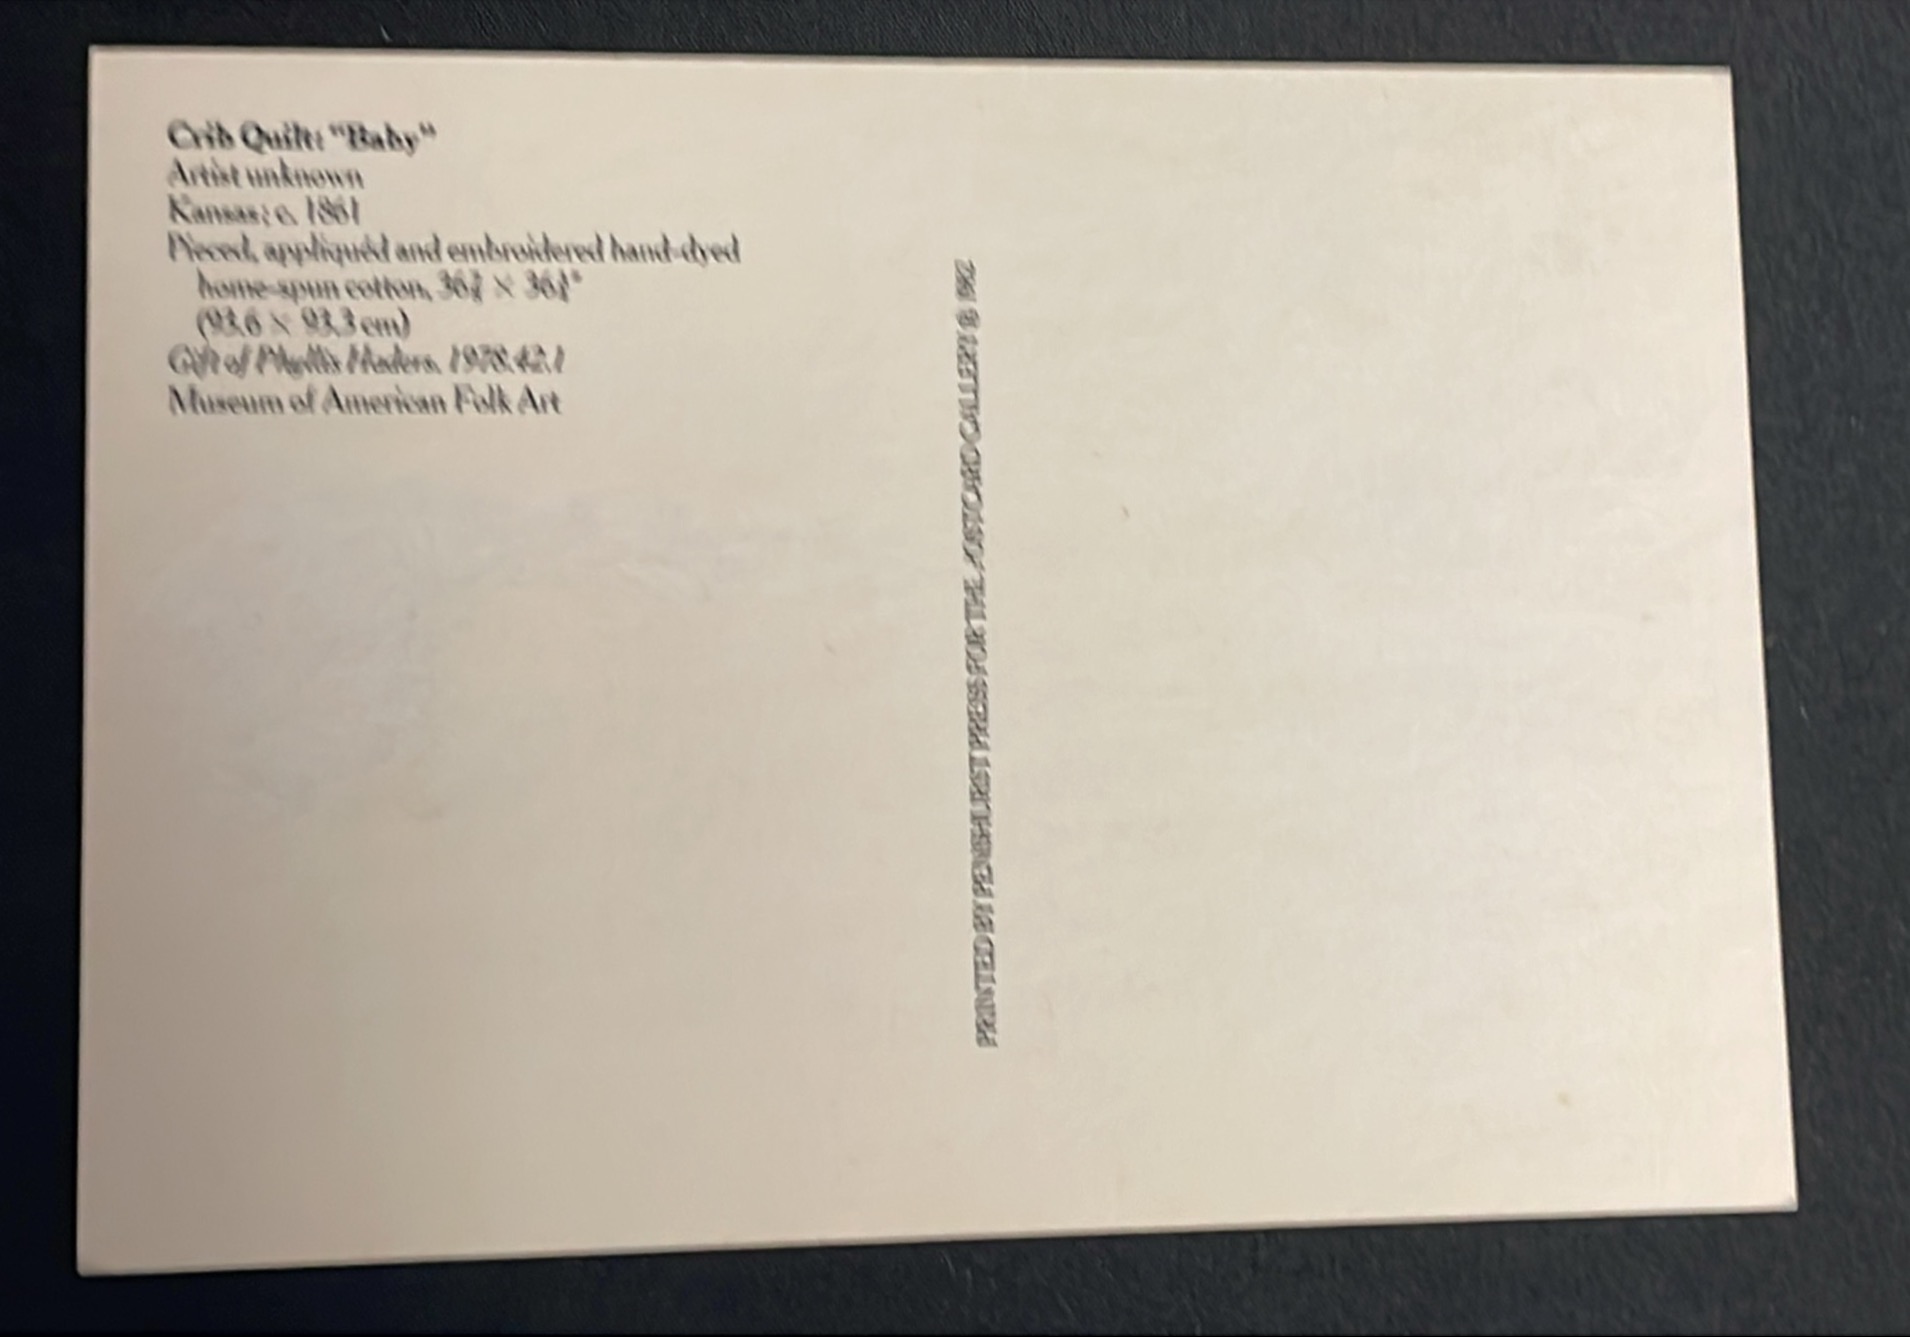 Crib Quilt: "Baby"
Artist unknown
Kansas; c. 1861
Pieced, appliquéd and embroidered hand-dyed
home-spun cotton, 36⅞ × 36¾"
(93.6 × 93.3 cm)
Gift of Phyllis Haders, 1978.42.1
Museum of American Folk Art
PRINTED BY PENSHURST PRESS FOR THE POSTCARD GALLERY © 1982